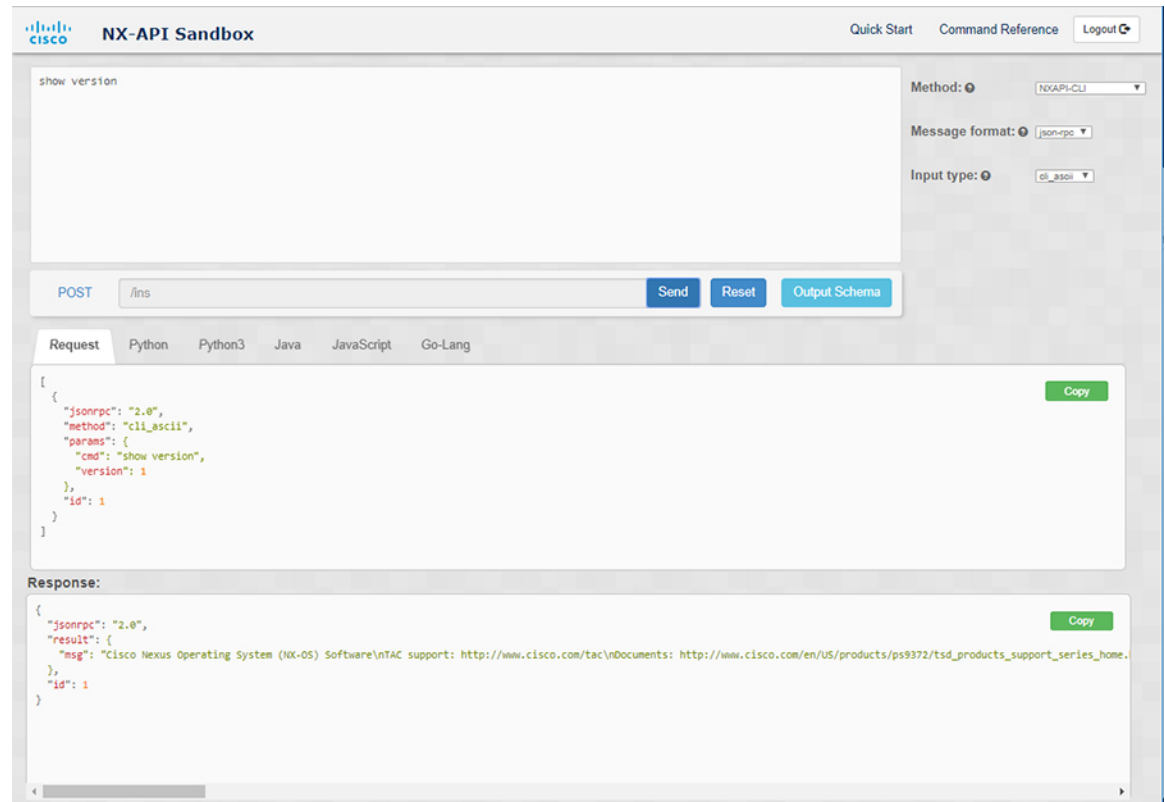 CISCO
NX-API Sandbox
Quick Start
Command Reference
Logout
show version
Method:
NXAPI-CLI
Message format:
json-rpc
Input type:
cli_ascii
POST
/ins
Send
Reset
Output Schema
Request
Python
Python3
Java
JavaScript
Go-Lang
Copy
[
{
"jsonrpc": "2.0",
"method": "cli_ascii",
"params": {
"cmd": "show version",
"version": 1
},
"id": 1
}
]
Response:
Copy
{
"jsonrpc": "2.0",
"result": {
"msg": "Cisco Nexus Operating System (NX-OS) Software\nTAC support: http://www.cisco.com/tac\nDocuments: http://www.cisco.com/en/US/products/ps9372/tsd_products_support_series_home.
},
"id": 1
}